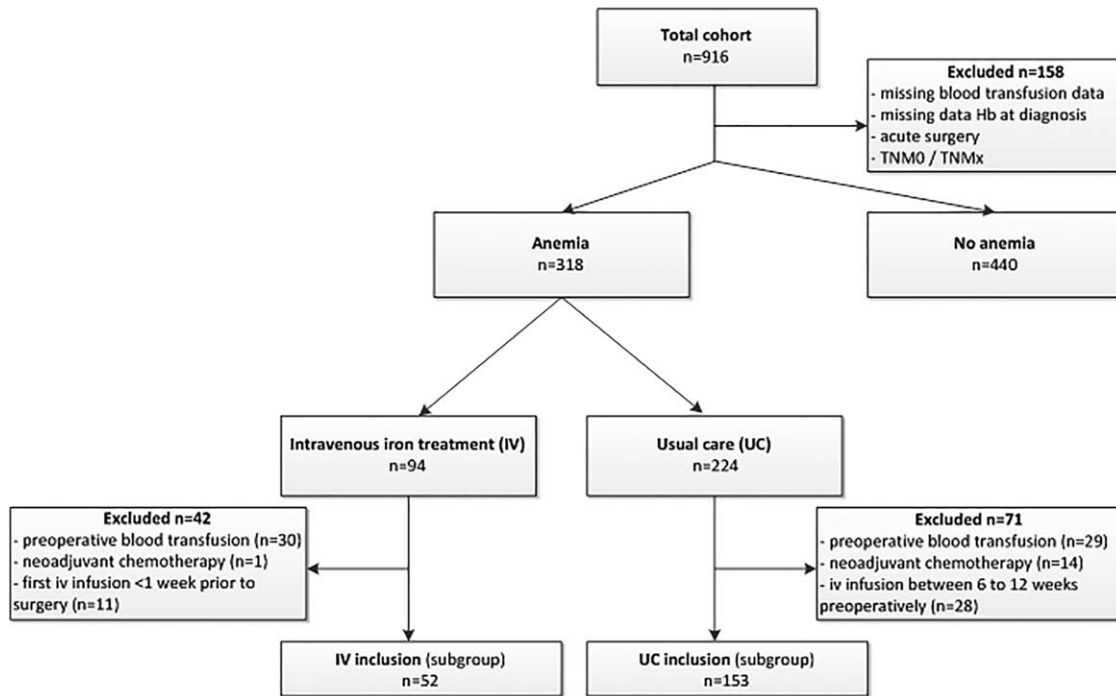 Total cohort
n=916
Excluded n=158
- missing blood transfusion data
- missing data Hb at diagnosis
- acute surgery
- TNM0 / TNMx
Anemia
n=318
No anemia
n=440
Intravenous iron treatment (IV)
n=94
Usual care (UC)
n=224
Excluded n=42
- preoperative blood transfusion (n=30)
- neoadjuvant chemotherapy (n=1)
- first iv infusion <1 week prior to
surgery (n=11)
Excluded n=71
- preoperative blood transfusion (n=29)
- neoadjuvant chemotherapy (n=14)
- iv infusion between 6 to 12 weeks
preoperatively (n=28)
IV inclusion (subgroup)
n=52
UC inclusion (subgroup)
n=153